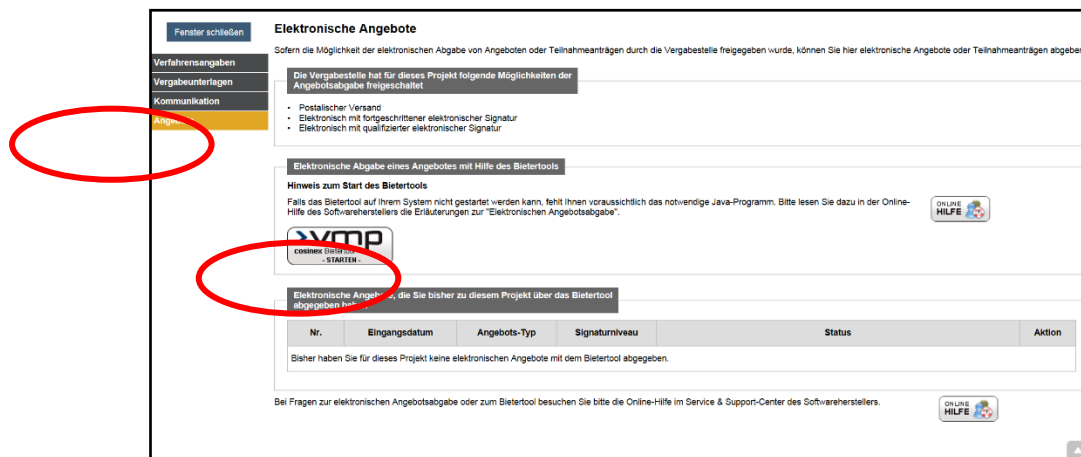 Fenster schließen
Verfahrensangaben
Vergabeunterlagen
Kommunikation
Elektronische Angebote
Sofern die Möglichkeit der elektronischen Abgabe von Angeboten oder Teilnahmeanträgen durch die Vergabestelle freigegeben wurde, können Sie hier elektronische Angebote oder Teilnahmeanträgen abgeben
Die Vergabestelle hat für dieses Projekt folgende Möglichkeiten der
Angebotsabgabe freigeschaltet
• Postalischer Versand
• Elektronisch mit fortgeschrittener elektronischer Signatur
• Elektronisch mit qualifizierter elektronischer Signatur
Elektronische Abgabe eines Angebotes mit Hilfe des Bietertools
Hinweis zum Start des Bietertools
Falls das Bietertool auf Ihrem System nicht gestartet werden kann, fehlt Ihnen voraussichtlich das notwendige Java-Programm. Bitte lesen Sie dazu in der Online-
Hilfe des Softwareherstellers die Erläuterungen zur "Elektronischen Angebotsabgabe".
ONLINE
HILFE
vmp
cosinex
- STARTEN -
Elektronische Angebote, die Sie bisher zu diesem Projekt über das Bietertool
abgegeben
Nr. Eingangsdatum Angebots-Typ Signaturniveau Status Aktion
Bisher haben Sie für dieses Projekt keine elektronischen Angebote mit dem Bietertool abgegeben.
Bei Fragen zur elektronischen Angebotsabgabe oder zum Bietertool besuchen Sie bitte die Online-Hilfe im Service & Support-Center des Softwareherstellers.
ONLINE
HILFE